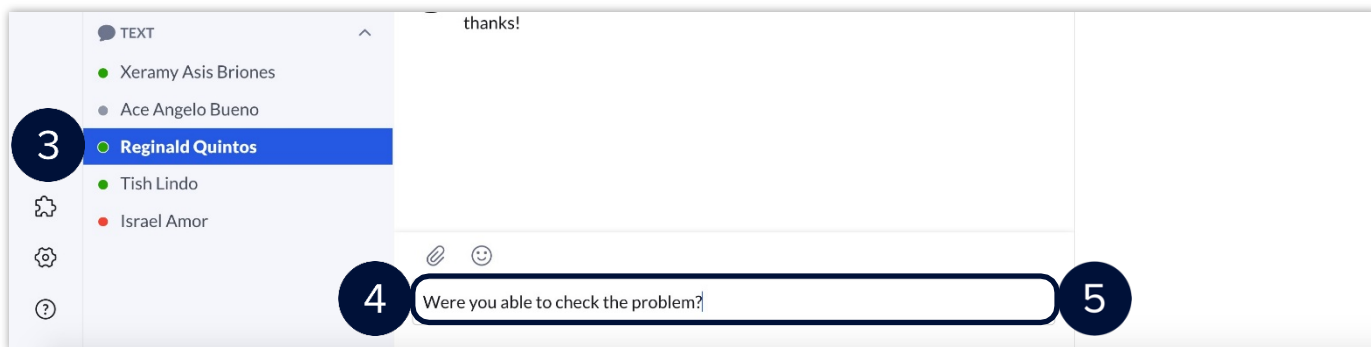 thanks!
TEXT
Xeramy Asis Briones
Ace Angelo Bueno
3
Reginald Quintos
Tish Lindo
Israel Amor
4
Were you able to check the problem?
5